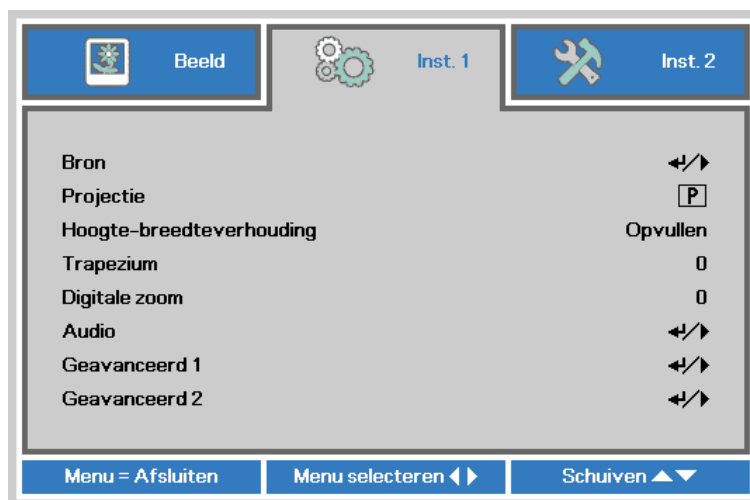 Beeld Inst. 1 Inst. 2
Bron ↵/▶
Projectie P
Hoogte-breedteverhouding Opvullen
Trapezium 0
Digitale zoom 0
Audio ↵/▶
Geavanceerd 1 ↵/▶
Geavanceerd 2 ↵/▶
Menu = Afsluiten Menu selecteren ◀▶ Schuiven ▲▼